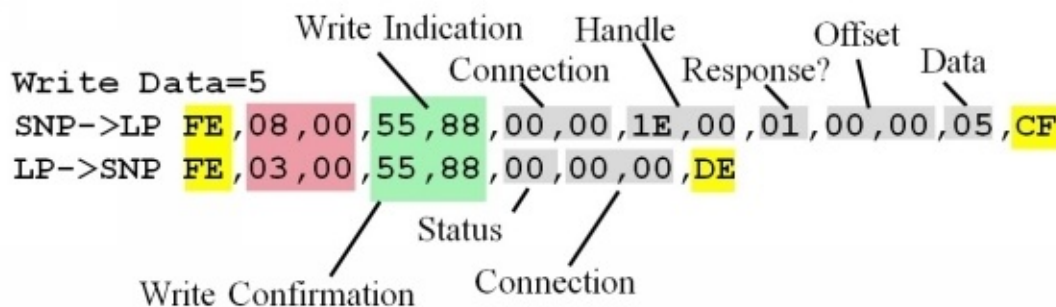 Write Indication
Handle
Offset
Connection
Response?
Data
Write Data=5
SNP->LP FE,08,00,55,88,00,00,1E,00,01,00,00,05,CF
LP->SNP FE,03,00,55,88,00,00,00,DE
Status
Connection
Write Confirmation